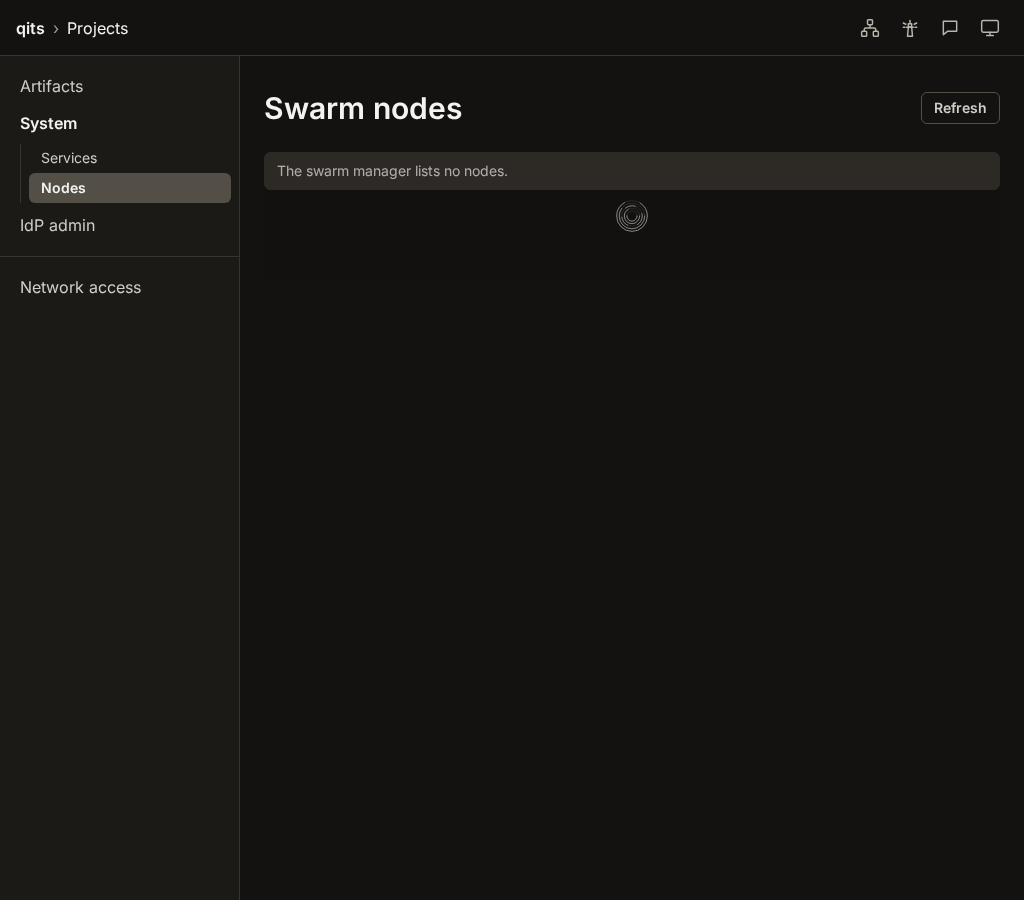 qits › Projects
Artifacts
System
Services
Nodes
IdP admin
Network access
Swarm nodes
Refresh
The swarm manager lists no nodes.